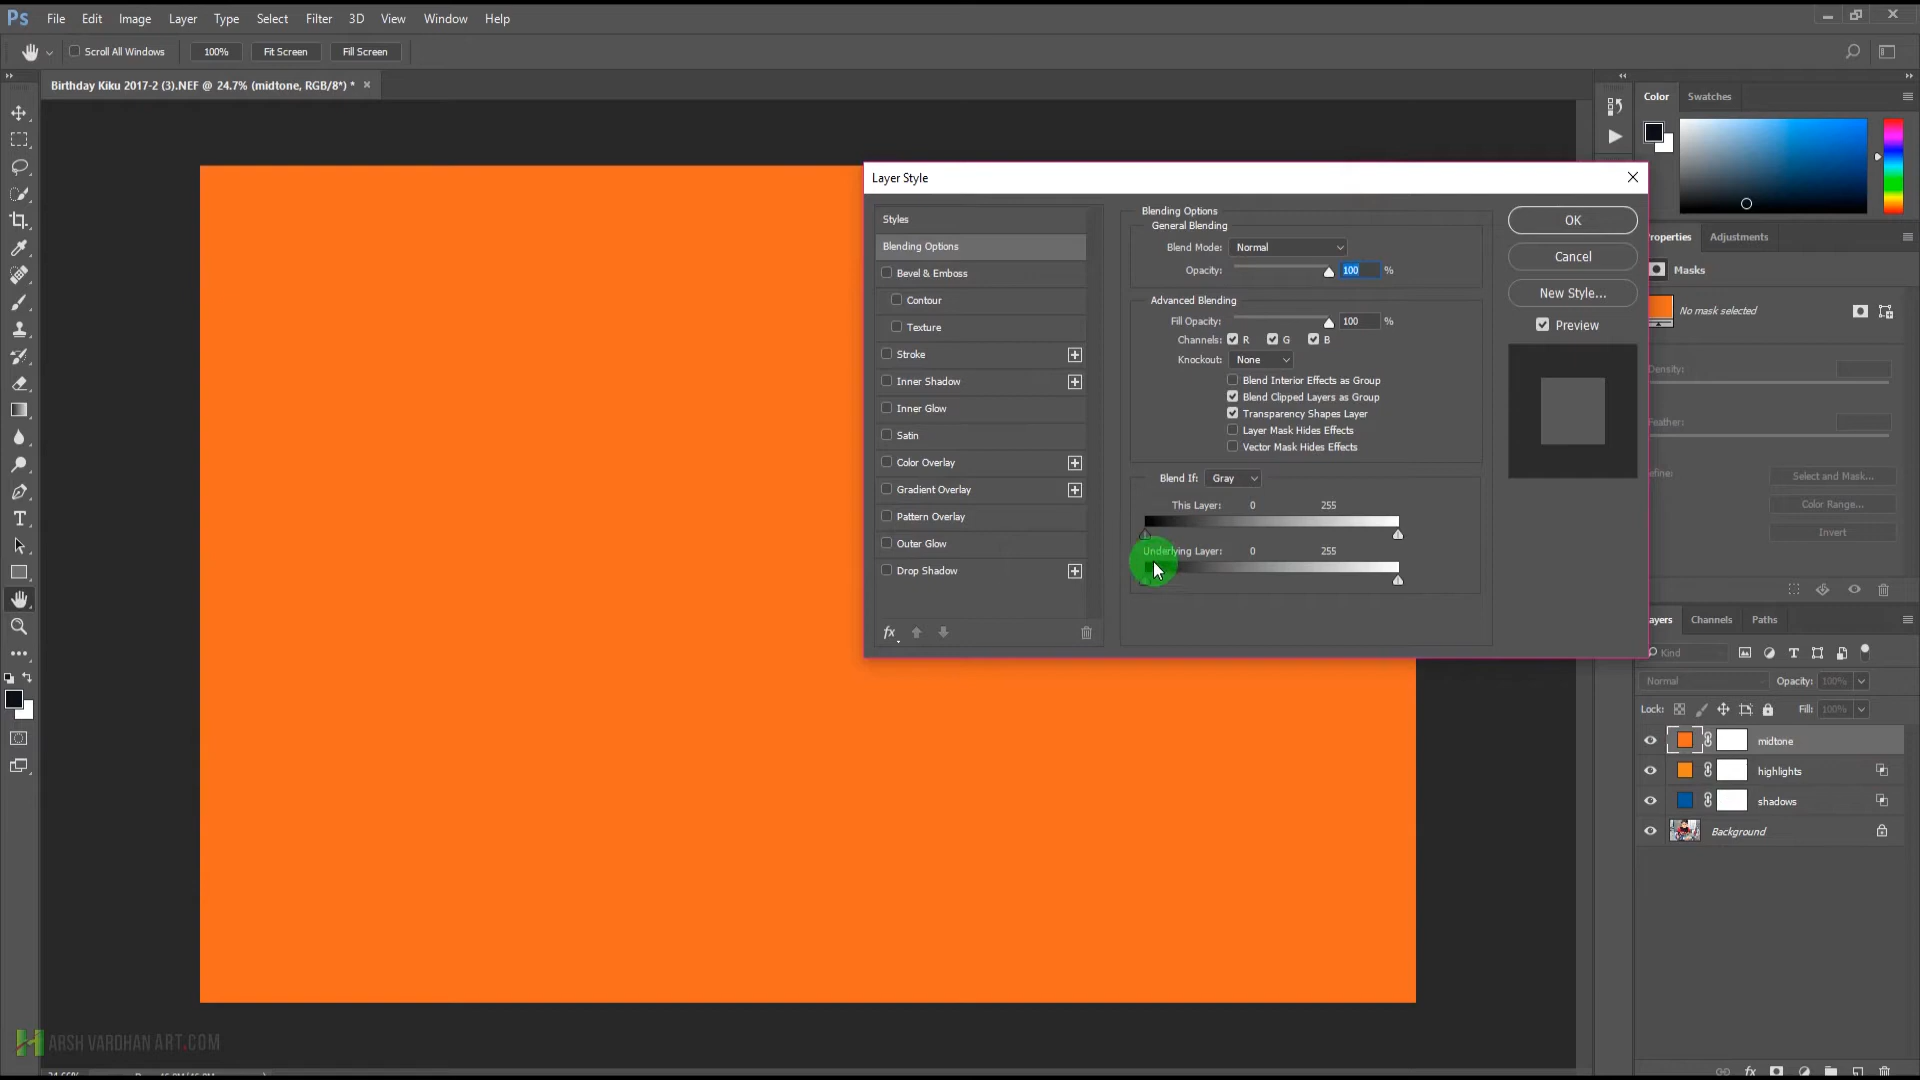 Ps File Edit Image Layer Type Select Filter 3D View Window Help
Scroll All Windows 100% Fit Screen Fill Screen
Birthday Kiku 2017-2 (3).NEF @ 24.7% (midtone, RGB/8*) * ×
Color Swatches
Layer Style
Styles
Blending Options
Bevel & Emboss
Contour
Texture
Stroke
Inner Shadow
Inner Glow
Satin
Color Overlay
Gradient Overlay
Pattern Overlay
Outer Glow
Drop Shadow
fx
Blending Options
General Blending
Blend Mode: Normal
Opacity: 100 %
Advanced Blending
Fill Opacity: 100 %
Channels: R G B
Knockout: None
Blend Interior Effects as Group
Blend Clipped Layers as Group
Transparency Shapes Layer
Layer Mask Hides Effects
Vector Mask Hides Effects
Blend If: Gray
This Layer: 0 255
Underlying Layer: 0 255
OK
Cancel
New Style...
Preview
roperties Adjustments
Masks
No mask selected
Density:
Feather:
efine:
Select and Mask...
Color Range...
Invert
ayers Channels Paths
Kind
Normal Opacity: 100%
Lock: Fill: 100%
midtone
highlights
shadows
Background
fx
ARSH VARDHAN ART.COM